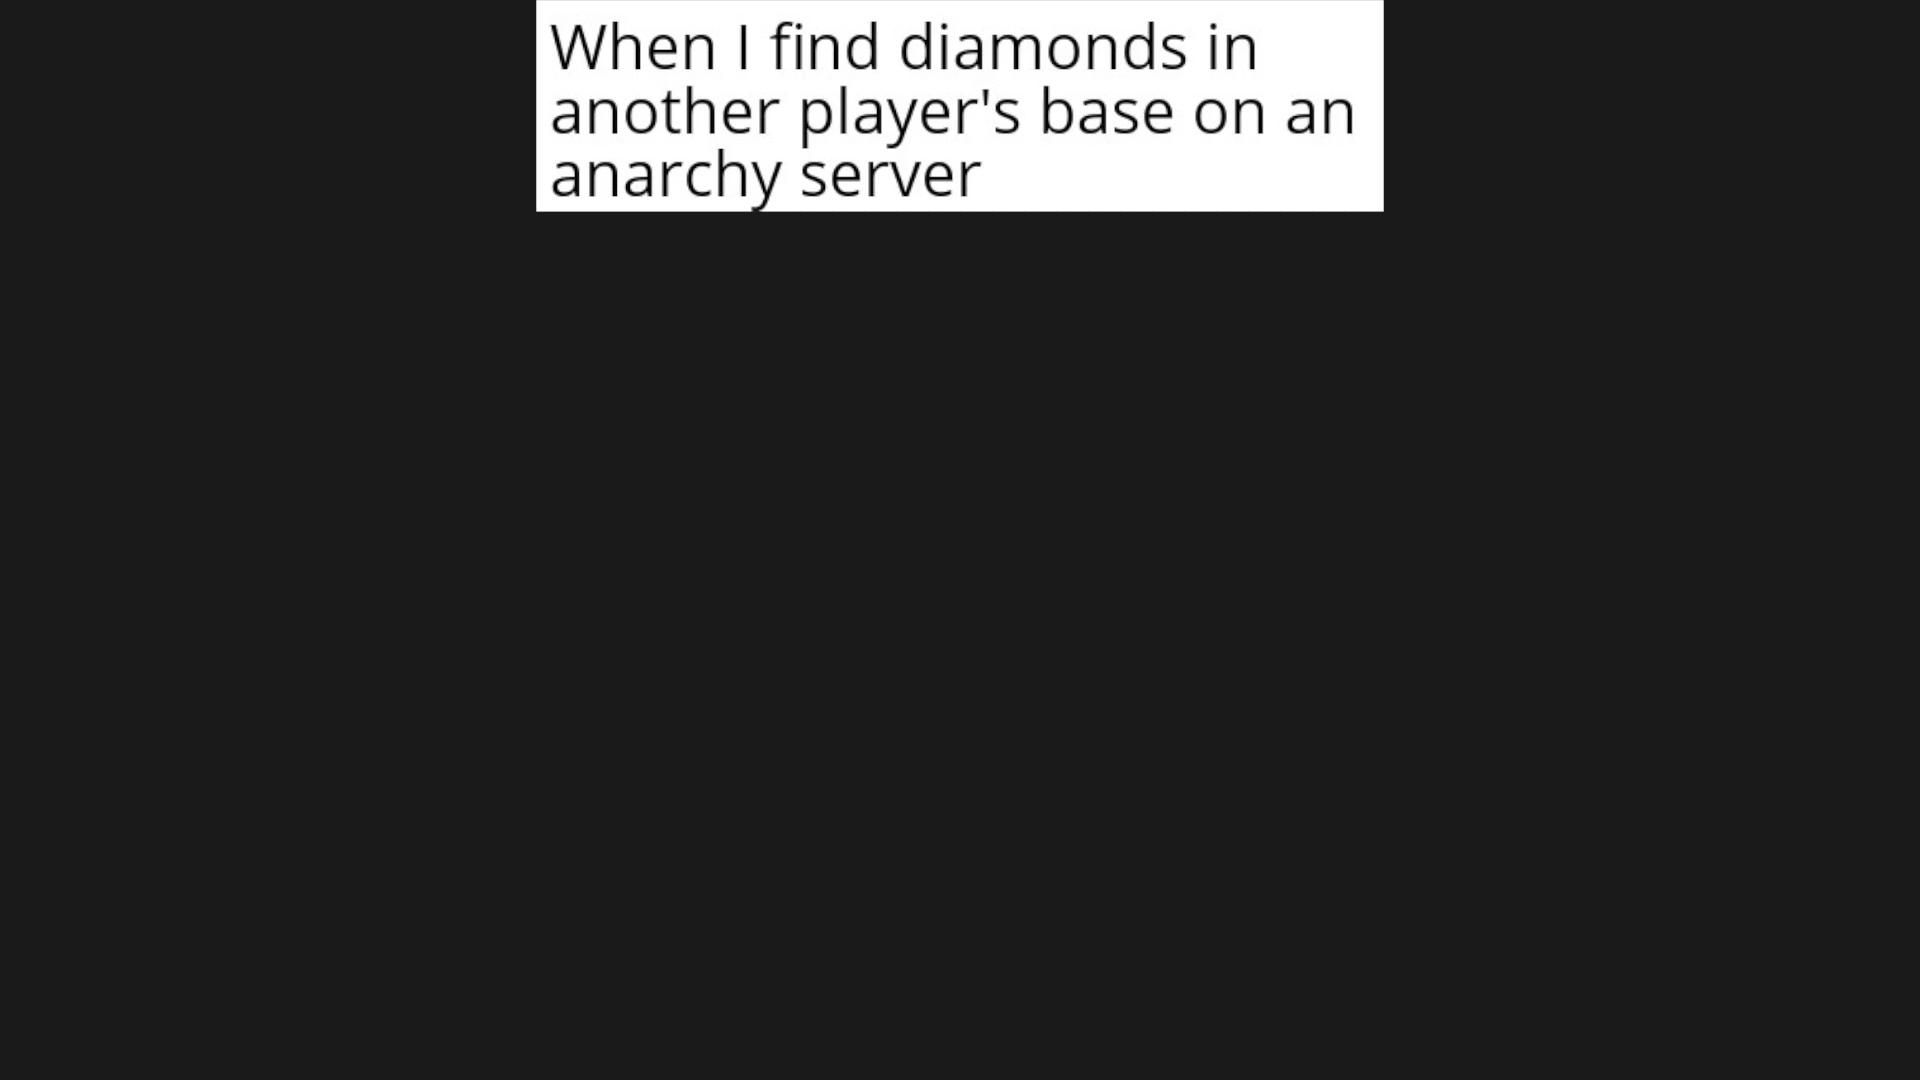 When I find diamonds in
another player's base on an
anarchy server